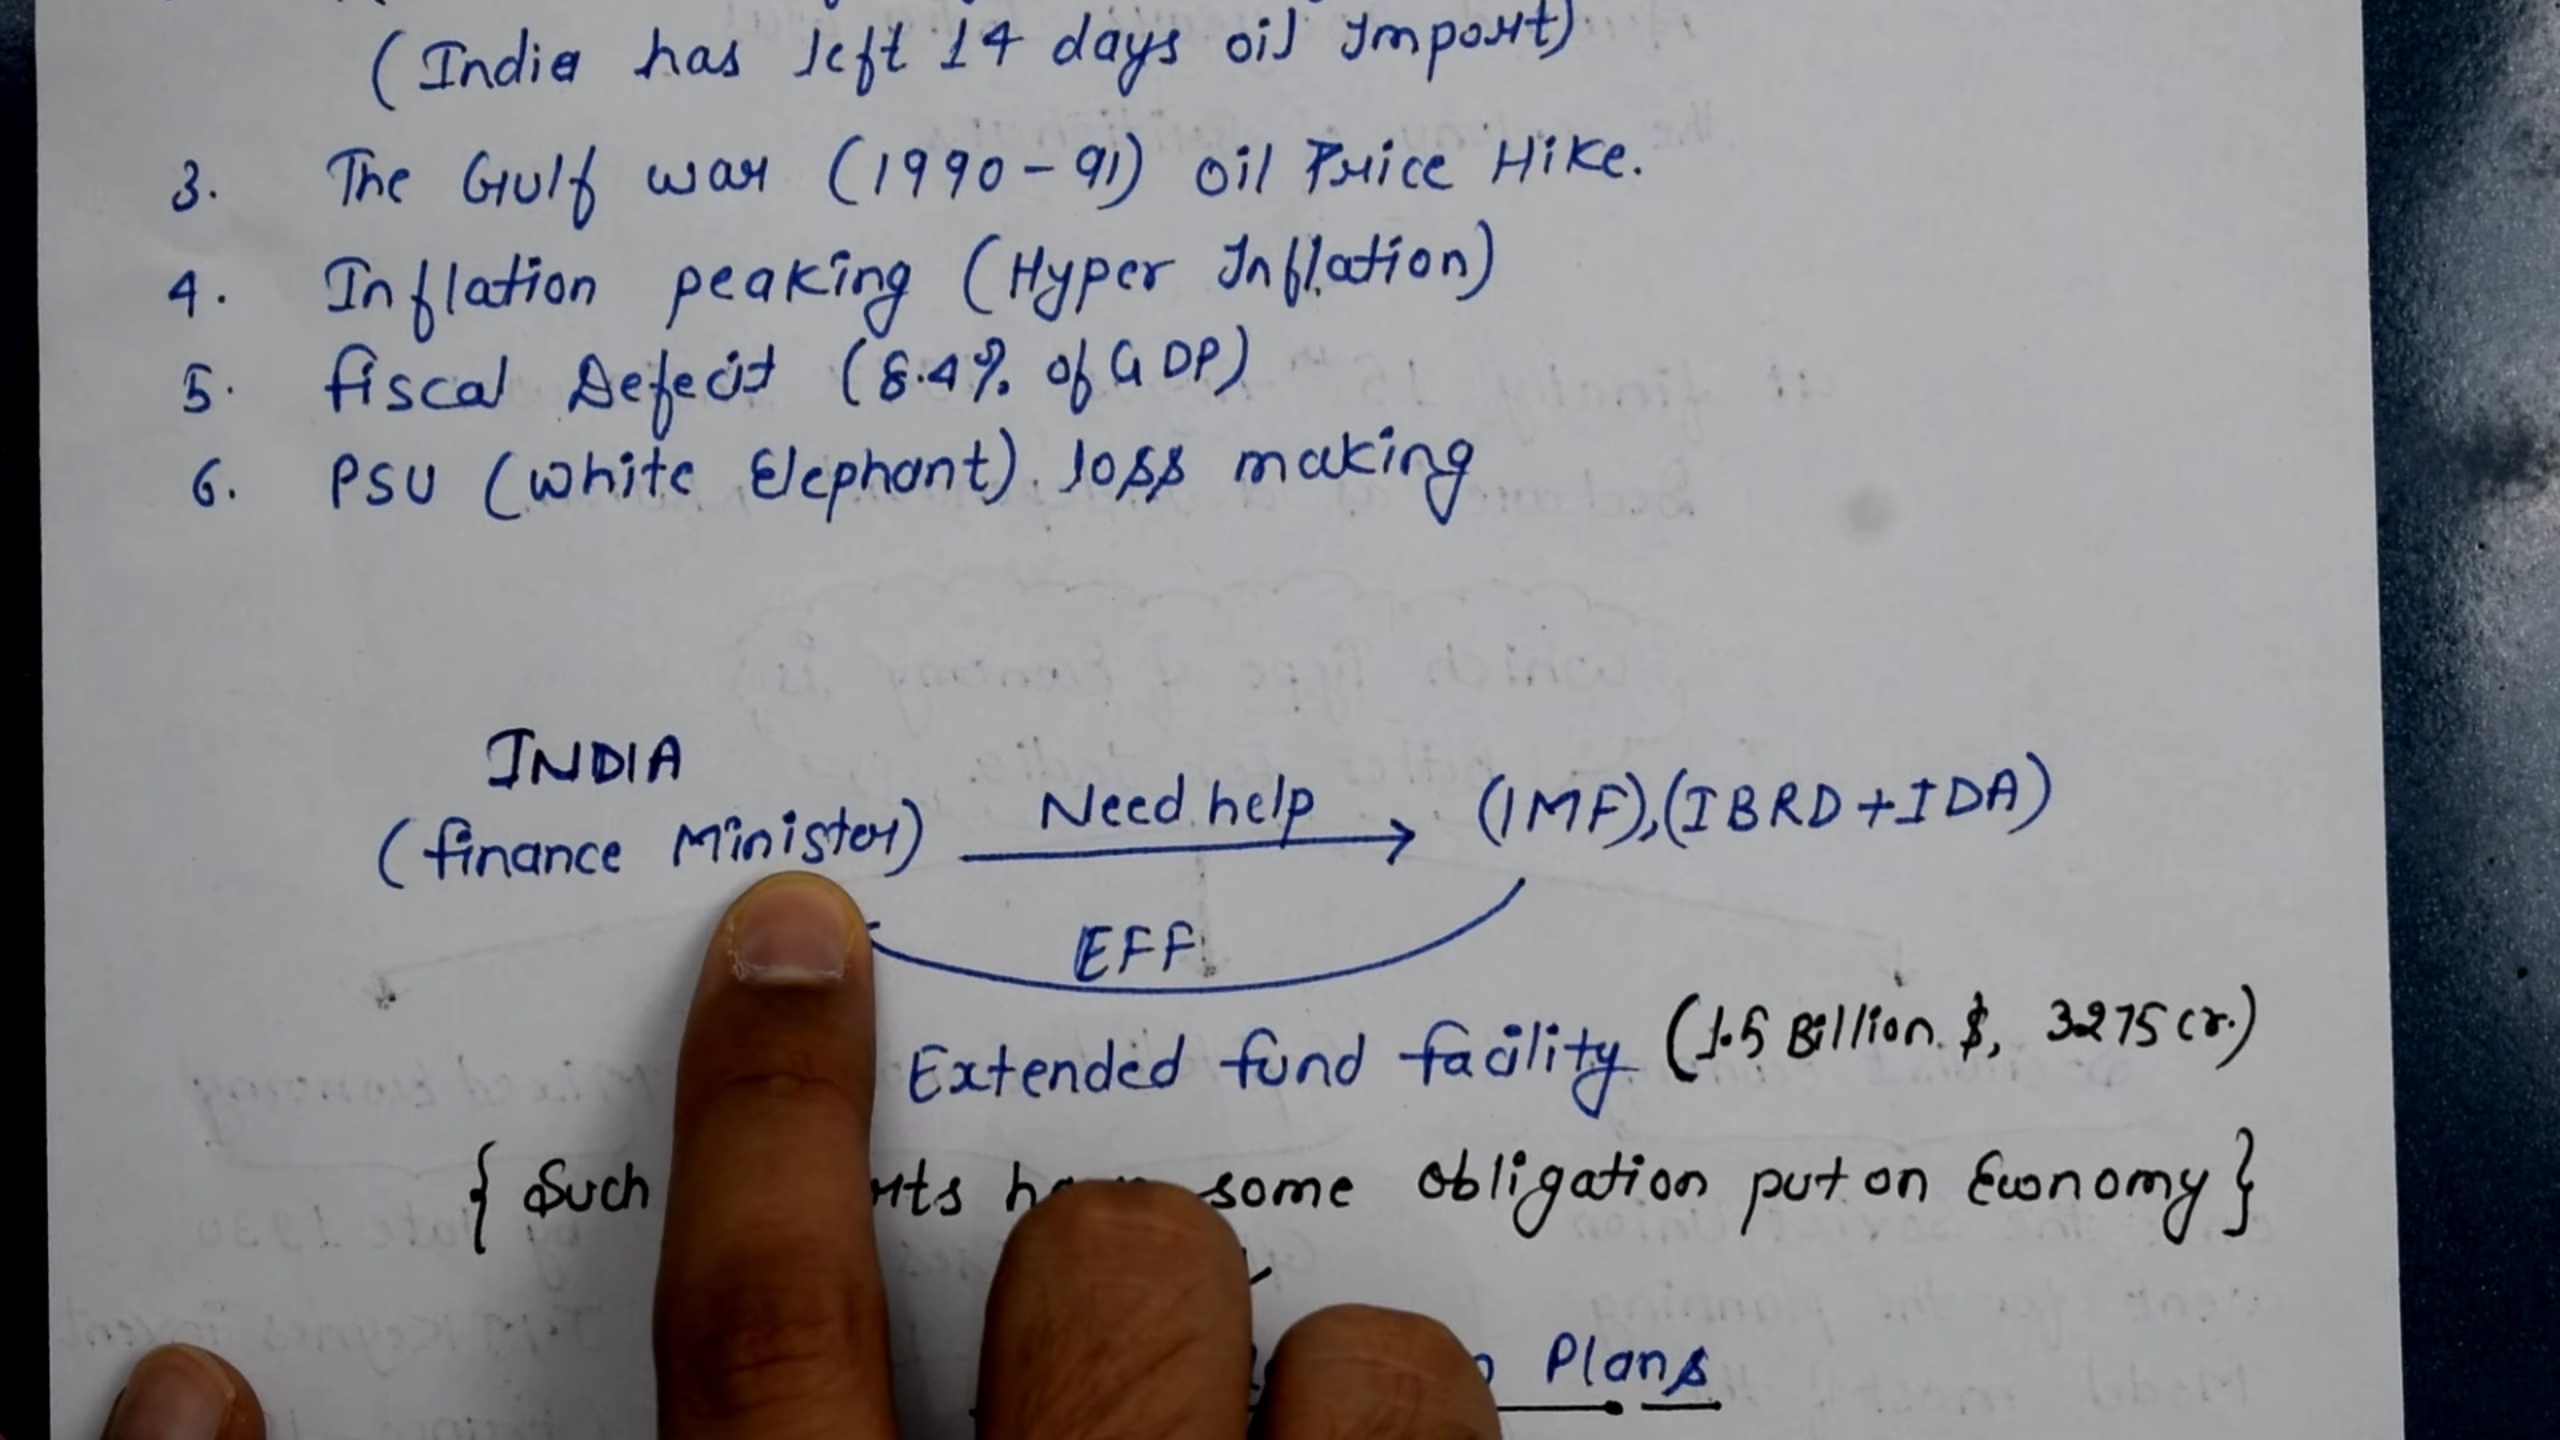 (India has left 14 days oil Import)
3. The Gulf war (1990-91) oil Price Hike.
4. Inflation peaking (Hyper Inflation)
5. fiscal Defecit (8.4% of GDP)
6. PSU (white Elephant) loss making
INDIA
(finance Minister) Need help (IMF),(IBRD+IDA)
EFF
Extended fund facility (1.5 Billion $, 3275 cr.)
{ Such some obligation put on Economy }
Plans